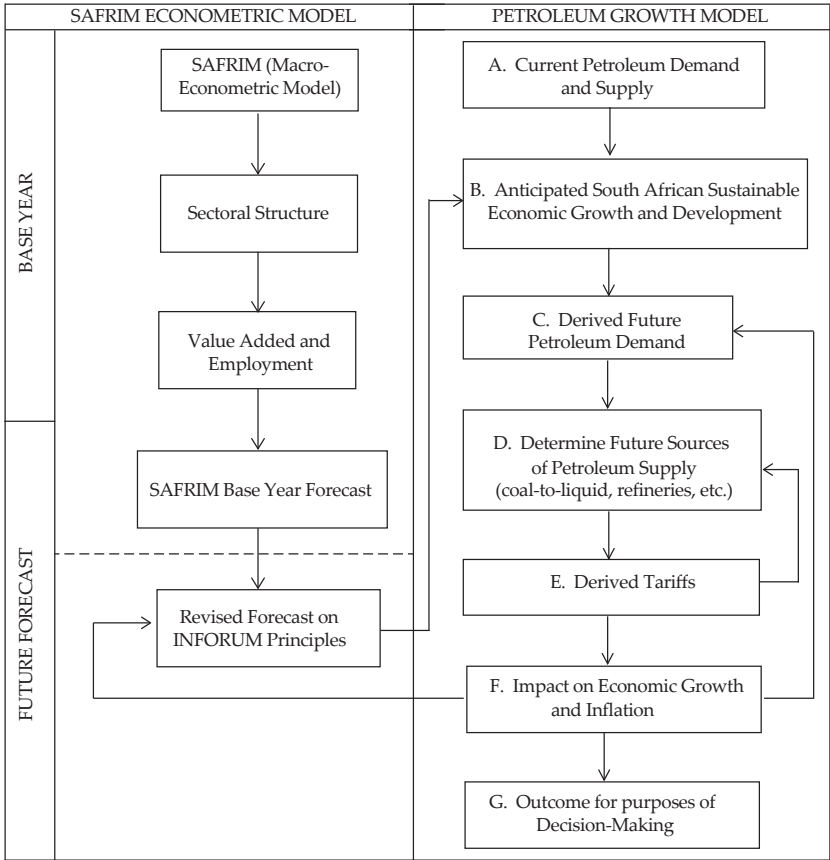 SAFRIM ECONOMETRIC MODEL
PETROLEUM GROWTH MODEL
BASE YEAR
FUTURE FORECAST
SAFRIM (Macro-
Econometric Model)
Sectoral Structure
Value Added and
Employment
SAFRIM Base Year Forecast
Revised Forecast on
INFORUM Principles
A. Current Petroleum Demand
and Supply
B. Anticipated South African Sustainable
Economic Growth and Development
C. Derived Future
Petroleum Demand
D. Determine Future Sources
of Petroleum Supply
(coal-to-liquid, refineries, etc.)
E. Derived Tariffs
F. Impact on Economic Growth
and Inflation
G. Outcome for purposes of
Decision-Making